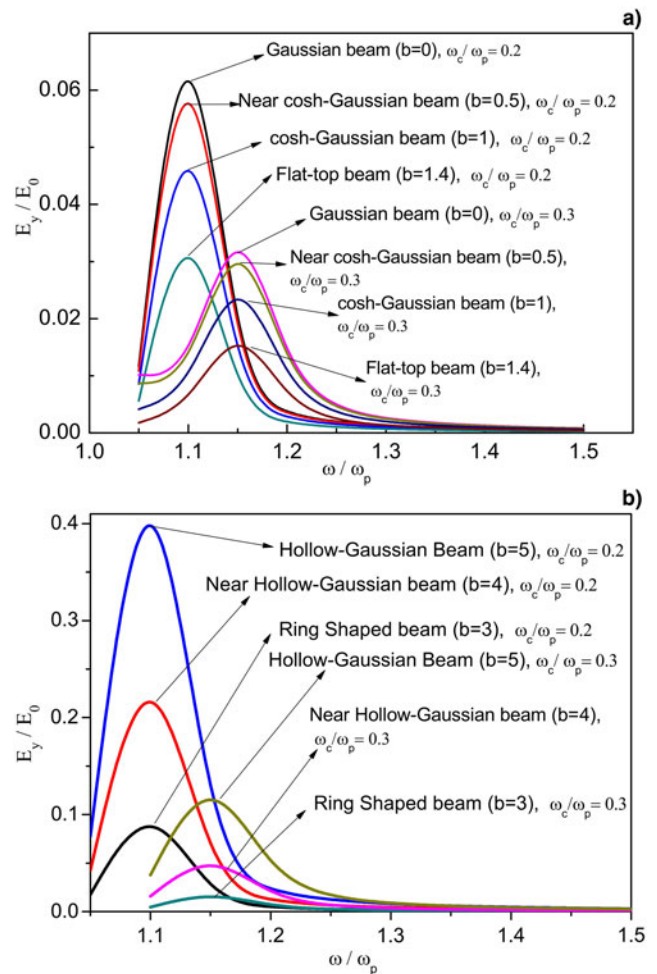 a)
Gaussian beam (b=0), ω_c/ω_p = 0.2
Near cosh-Gaussian beam (b=0.5), ω_c/ω_p = 0.2
cosh-Gaussian beam (b=1), ω_c/ω_p = 0.2
Flat-top beam (b=1.4), ω_c/ω_p = 0.2
Gaussian beam (b=0), ω_c/ω_p = 0.3
Near cosh-Gaussian beam (b=0.5),
ω_c/ω_p = 0.3
cosh-Gaussian beam (b=1),
ω_c/ω_p = 0.3
Flat-top beam (b=1.4),
ω_c/ω_p = 0.3
E_y / E_0
0.06
0.04
0.02
0.00
1.0 1.1 1.2 1.3 1.4 1.5
ω / ω_p
b)
Hollow-Gaussian Beam (b=5), ω_c/ω_p = 0.2
Near Hollow-Gaussian beam (b=4), ω_c/ω_p = 0.2
Ring Shaped beam (b=3), ω_c/ω_p = 0.2
Hollow-Gaussian Beam (b=5), ω_c/ω_p = 0.3
Near Hollow-Gaussian beam (b=4),
ω_c/ω_p = 0.3
Ring Shaped beam (b=3), ω_c/ω_p = 0.3
E_y / E_0
0.4
0.3
0.2
0.1
0.0
1.1 1.2 1.3 1.4 1.5
ω / ω_p